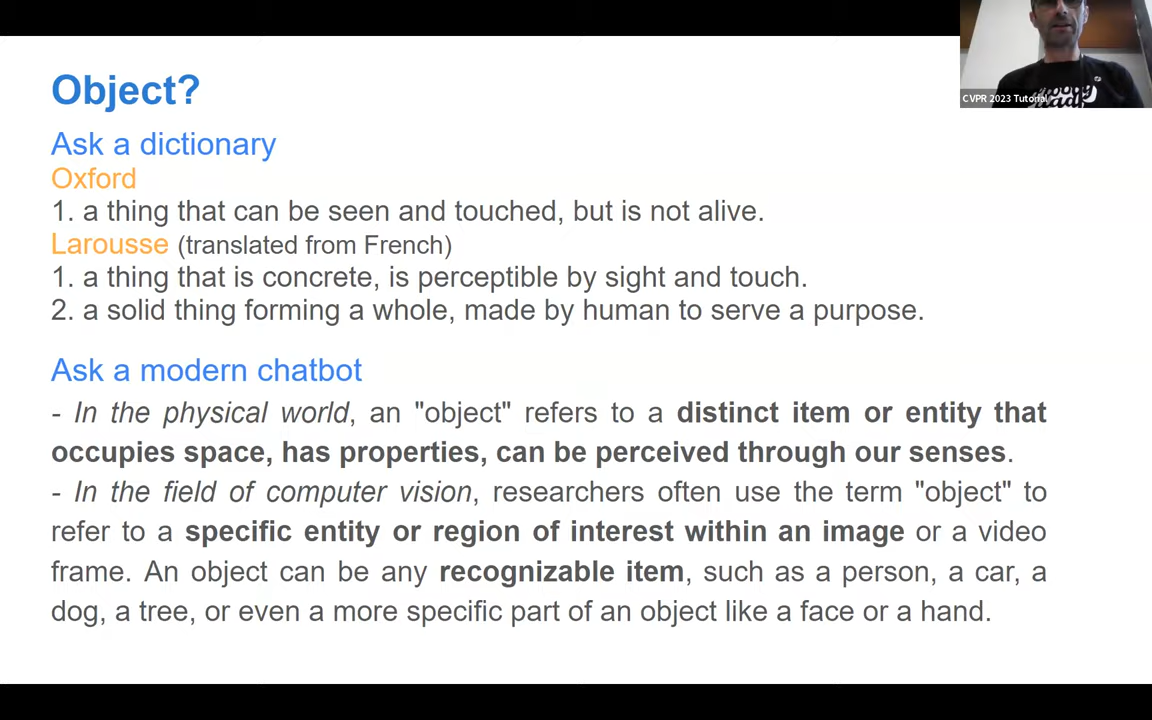 Object?
Ask a dictionary
Oxford
1. a thing that can be seen and touched, but is not alive.
Larousse (translated from French)
1. a thing that is concrete, is perceptible by sight and touch.
2. a solid thing forming a whole, made by human to serve a purpose.
Ask a modern chatbot
- In the physical world, an "object" refers to a distinct item or entity that
occupies space, has properties, can be perceived through our senses.
- In the field of computer vision, researchers often use the term "object" to
refer to a specific entity or region of interest within an image or a video
frame. An object can be any recognizable item, such as a person, a car, a
dog, a tree, or even a more specific part of an object like a face or a hand.
CVPR 2023 Tutorial